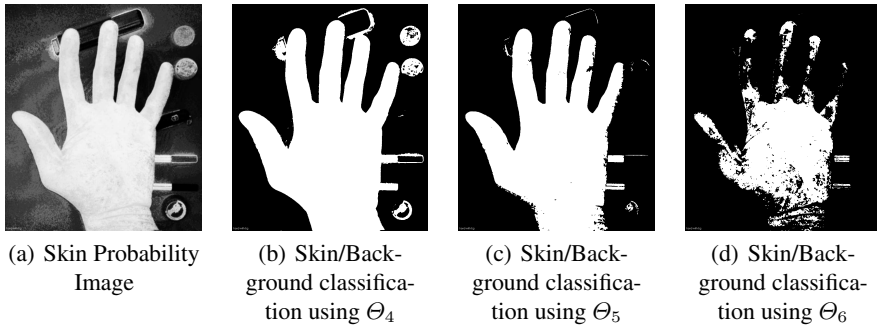 (a) Skin Probability
Image
(b) Skin/Back-
ground classifica-
tion using Θ4
(c) Skin/Back-
ground classifica-
tion using Θ5
(d) Skin/Back-
ground classifica-
tion using Θ6